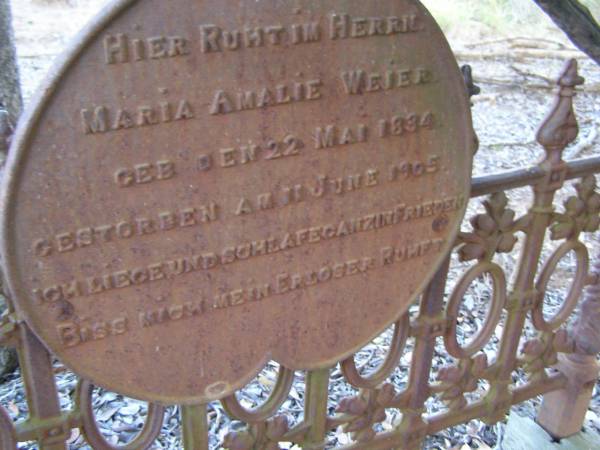 Hier Ruht im Herrn.
Maria Amalie Weier.
geb den 22 Mai 1834.
gestorben am 11 June 1905.
ich liege und schlafe ganz in Frieden
Biss mich mein Erlöser rumft